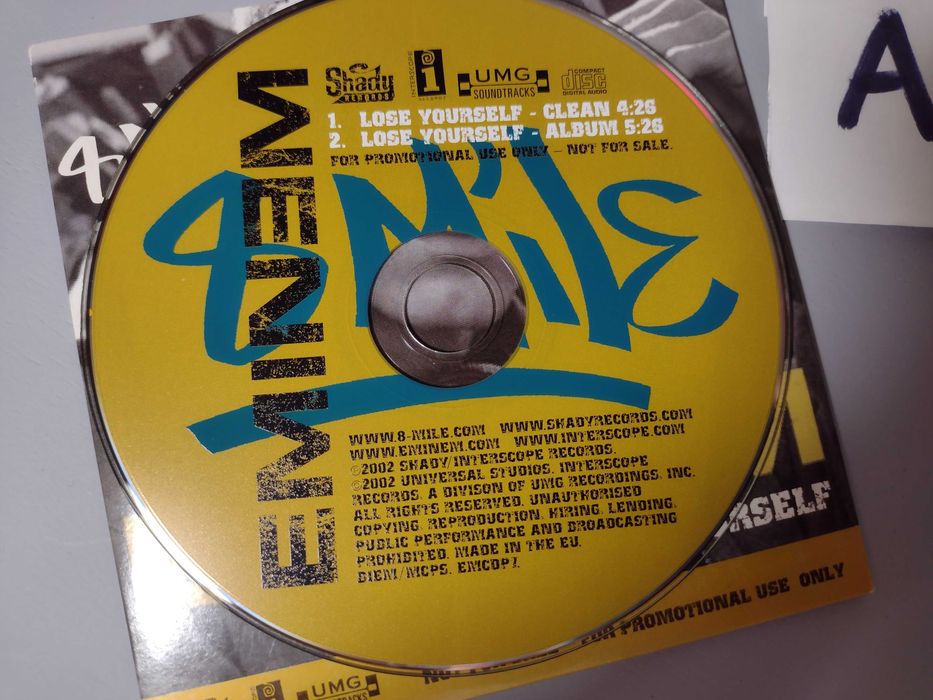 A
Shady
RECORDS
INTERSCOPE
i
RECORDS
UMG
SOUNDTRACKS
COMPACT
disc
DIGITAL AUDIO
1. LOSE YOURSELF - CLEAN 4:26
2. LOSE YOURSELF - ALBUM 5:26
FOR PROMOTIONAL USE ONLY – NOT FOR SALE.
EMINEM
8 MILE
WWW.8-MILE.COM WWW.SHADYRECORDS.COM
WWW.EMINEM.COM WWW.INTERSCOPE.COM
©2002 SHADY/INTERSCOPE RECORDS.
©2002 UNIVERSAL STUDIOS. INTERSCOPE
RECORDS. A DIVISON OF UMG RECORDINGS, INC.
ALL RIGHTS RESERVED. UNAUTHORISED
COPYING, REPRODUCTION, HIRING, LENDING,
PUBLIC PERFORMANCE AND BROADCASTING
PROHIBITED. MADE IN THE EU.
BIEM/MCPS. EMCDP7.
RSELF
FOR PROMOTIONAL USE ONLY
UMG
SOUNDTRACKS